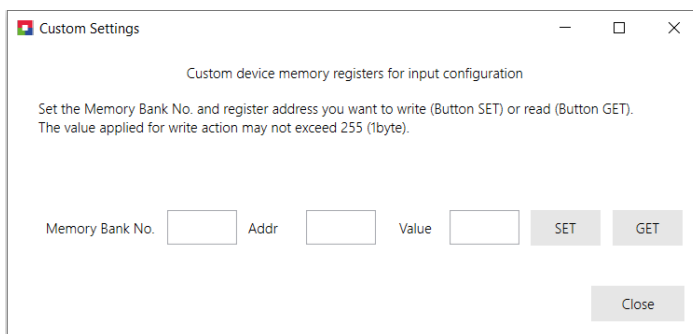 Custom Settings
Custom device memory registers for input configuration
Set the Memory Bank No. and register address you want to write (Button SET) or read (Button GET).
The value applied for write action may not exceed 255 (1byte).
Memory Bank No. Addr Value SET GET
Close